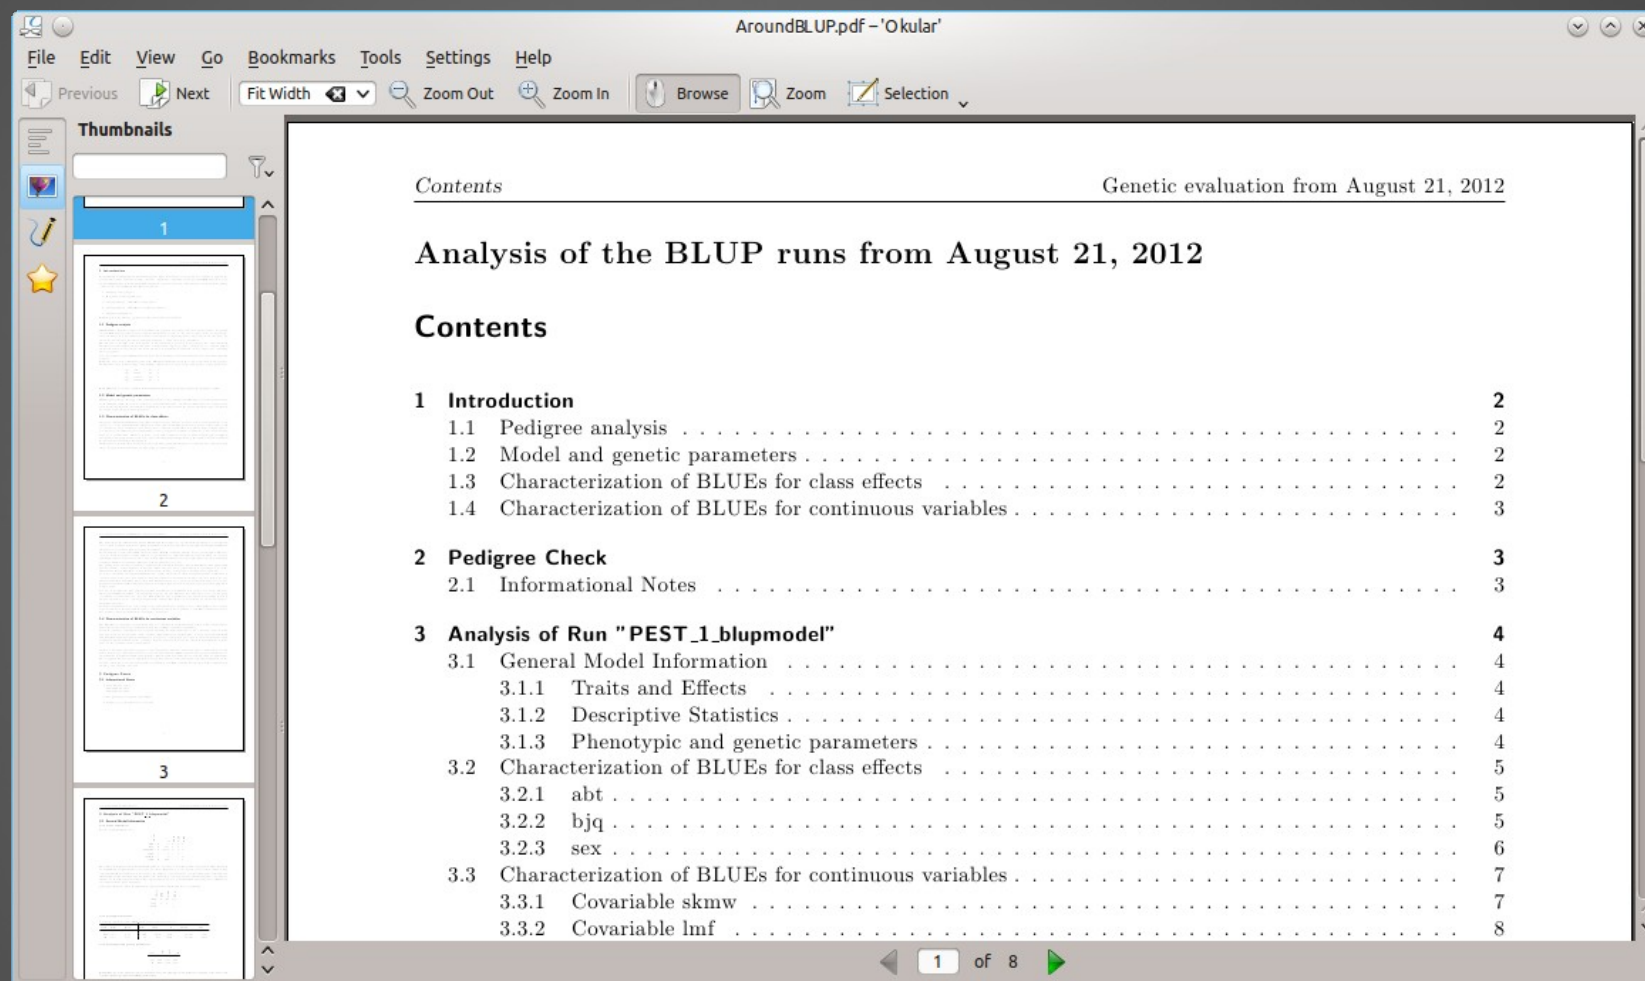 AroundBLUP.pdf – 'Okular'
File Edit View Go Bookmarks Tools Settings Help
Previous Next Fit Width Zoom Out Zoom In Browse Zoom Selection
Thumbnails
1
2
3
Contents Genetic evaluation from August 21, 2012
Analysis of the BLUP runs from August 21, 2012
Contents
1 Introduction 2
1.1 Pedigree analysis . . . . . . . . . . . . . . . . . . . . 2
1.2 Model and genetic parameters . . . . . . . . . . . . . . . . . . . . 2
1.3 Characterization of BLUEs for class effects . . . . . . . . . . . . . . . . . . . . 2
1.4 Characterization of BLUEs for continuous variables . . . . . . . . . . . . . . . . . . . . 3
2 Pedigree Check 3
2.1 Informational Notes . . . . . . . . . . . . . . . . . . . . 3
3 Analysis of Run "PEST_1_blupmodel" 4
3.1 General Model Information . . . . . . . . . . . . . . . . . . . . 4
3.1.1 Traits and Effects . . . . . . . . . . . . . . . . . . . . 4
3.1.2 Descriptive Statistics . . . . . . . . . . . . . . . . . . . . 4
3.1.3 Phenotypic and genetic parameters . . . . . . . . . . . . . . . . . . . . 4
3.2 Characterization of BLUEs for class effects . . . . . . . . . . . . . . . . . . . . 5
3.2.1 abt . . . . . . . . . . . . . . . . . . . . 5
3.2.2 bjq . . . . . . . . . . . . . . . . . . . . 5
3.2.3 sex . . . . . . . . . . . . . . . . . . . . 6
3.3 Characterization of BLUEs for continuous variables . . . . . . . . . . . . . . . . . . . . 7
3.3.1 Covariable skmw . . . . . . . . . . . . . . . . . . . . 7
3.3.2 Covariable lmf . . . . . . . . . . . . . . . . . . . . 8
1 of 8